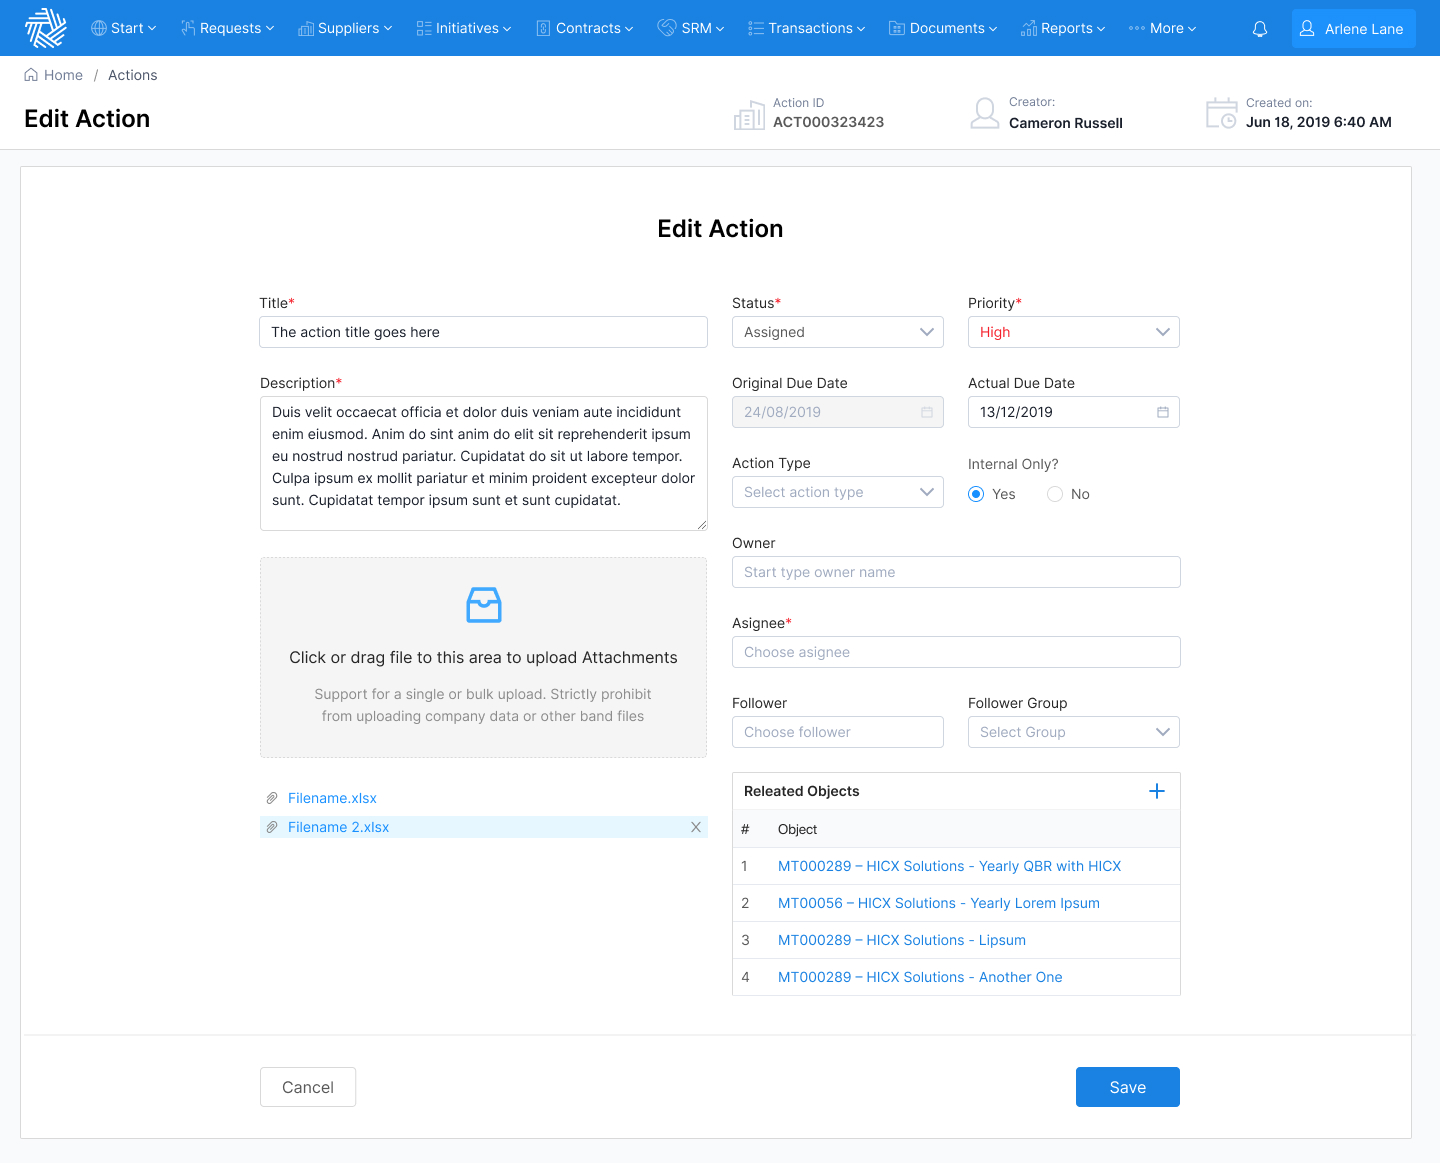 Start
Requests
Suppliers
Initiatives
Contracts
SRM
Transactions
Documents
Reports
More
Arlene Lane
Home / Actions
Edit Action
Action ID
ACT000323423
Creator:
Cameron Russell
Created on:
Jun 18, 2019 6:40 AM
Edit Action
Title*
The action title goes here
Description*
Duis velit occaecat officia et dolor duis veniam aute incididunt
enim eiusmod. Anim do sint anim do elit sit reprehenderit ipsum
eu nostrud nostrud pariatur. Cupidatat do sit ut labore tempor.
Culpa ipsum ex mollit pariatur et minim proident excepteur dolor
sunt. Cupidatat tempor ipsum sunt et sunt cupidatat.
Click or drag file to this area to upload Attachments
Support for a single or bulk upload. Strictly prohibit
from uploading company data or other band files
Filename.xlsx
Filename 2.xlsx X
Status*
Assigned
Priority*
High
Original Due Date
24/08/2019
Actual Due Date
13/12/2019
Action Type
Select action type
Internal Only?
Yes No
Owner
Start type owner name
Asignee*
Choose asignee
Follower
Choose follower
Follower Group
Select Group
Releated Objects
# Object
1 MT000289 – HICX Solutions - Yearly QBR with HICX
2 MT00056 – HICX Solutions - Yearly Lorem Ipsum
3 MT000289 – HICX Solutions - Lipsum
4 MT000289 – HICX Solutions - Another One
Cancel
Save